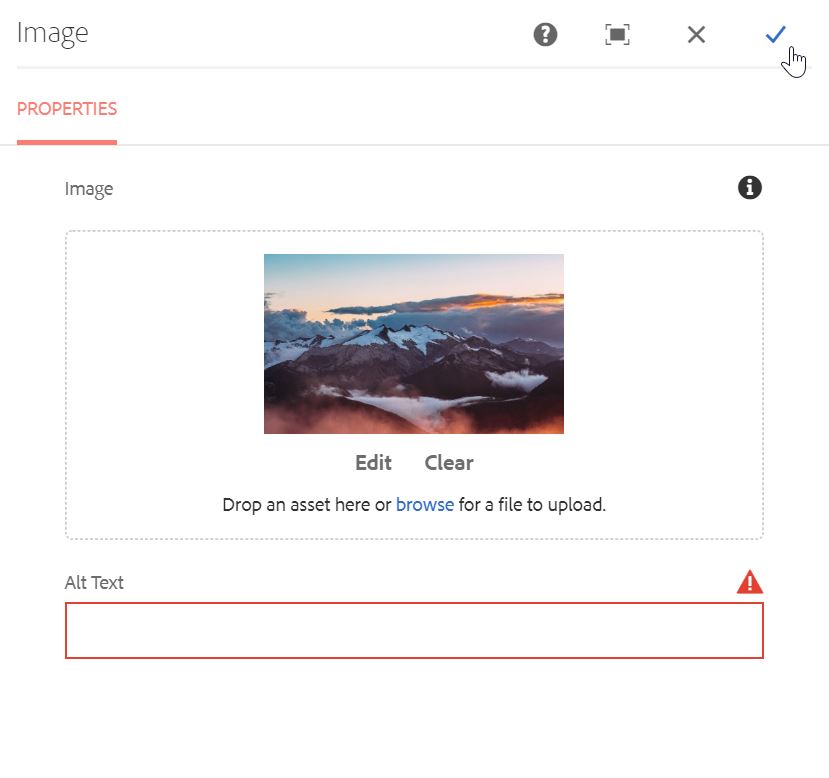 Image
PROPERTIES
Image
Edit Clear
Drop an asset here or browse for a file to upload.
Alt Text